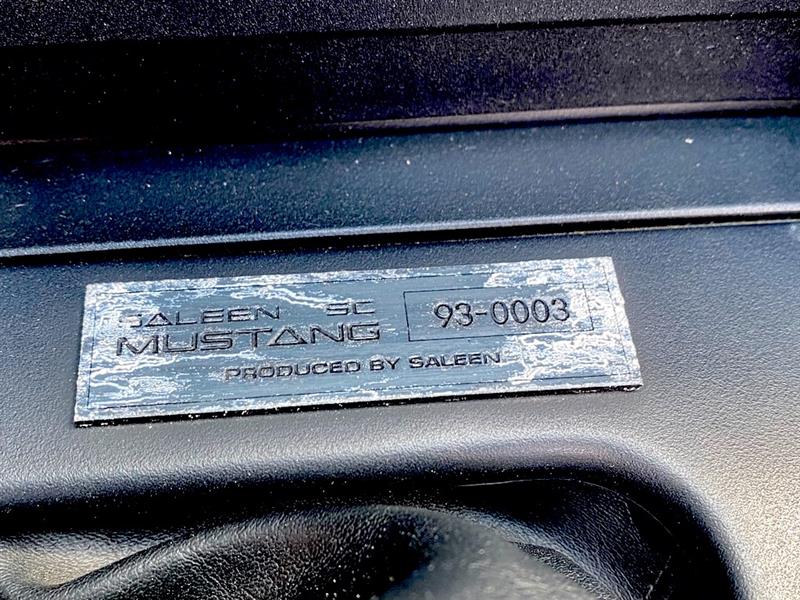 SALEEN SC
MUSTANG 93-0003
PRODUCED BY SALEEN